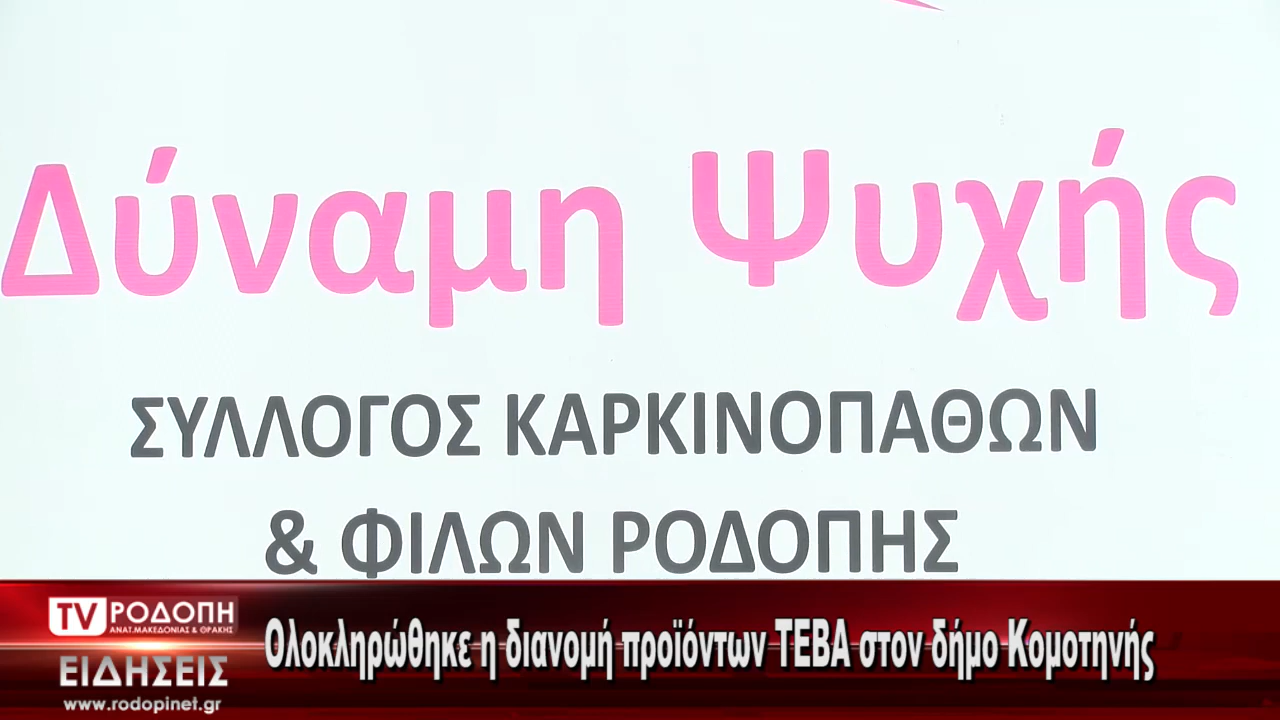 Δύναμη Ψυχής
ΣΥΛΛΟΓΟΣ ΚΑΡΚΙΝΟΠΑΘΩΝ
& ΦΙΛΩΝ ΡΟΔΟΠΗΣ
TV ΡΟΔΟΠΗ
ΑΝΑΤ.ΜΑΚΕΔΟΝΙΑΣ & ΘΡΑΚΗΣ
ΕΙΔΗΣΕΙΣ
www.rodopinet.gr
Ολοκληρώθηκε η διανομή προϊόντων ΤΕΒΑ στον δήμο Κομοτηνής